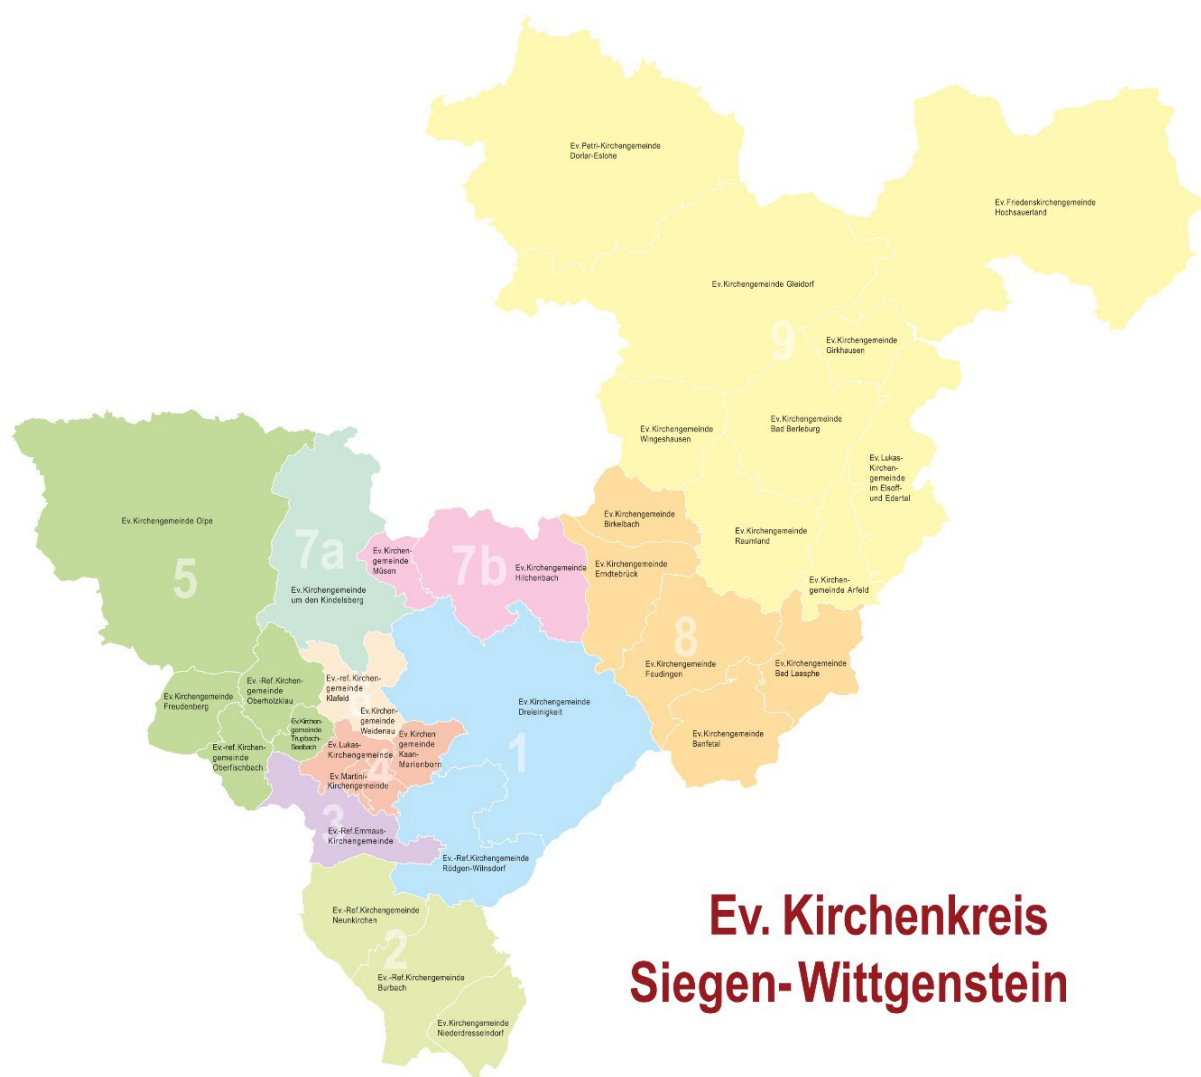 Ev. Petri-Kirchengemeinde
Dorlar-Eslohe
Ev. Friedenskirchengemeinde
Hochsauerland
Ev. Kirchengemeinde Gleidorf
9
Ev. Kirchengemeinde
Girkhausen
Ev. Kirchengemeinde
Wingeshausen
Ev. Kirchengemeinde
Bad Berleburg
Ev. Lukas-
Kirchen-
gemeinde
im Elsoff-
und Edertal
Ev. Kirchengemeinde
Raumland
Ev. Kirchen-
gemeinde Arfeld
Ev. Kirchengemeinde
Birkelbach
Ev. Kirchengemeinde
Erndtebrück
8
Ev. Kirchengemeinde
Feudingen
Ev. Kirchengemeinde
Bad Laasphe
Ev. Kirchengemeinde
Banfetal
Ev. Kirchengemeinde Olpe
5
7a
Ev. Kirchengemeinde
um den Kindelsberg
Ev. Kirchen-
gemeinde
Müsen
7b
Ev. Kirchengemeinde
Hilchenbach
Ev. Kirchengemeinde
Freudenberg
Ev. -Ref. Kirchen-
gemeinde
Oberholzklau
Ev. Kirchen-
gemeinde
Trupbach-
Seelbach
Ev.-ref. Kirchen-
gemeinde
Oberfischbach
Ev.-ref. Kirchen-
gemeinde
Klafeld
Ev. Kirchen-
gemeinde
Weidenau
Ev. Lukas-
Kirchengemeinde
Ev. Kirchen
gemeinde
Kaan-
Marienborn
4
Ev. Martini-
Kirchengemeinde
Ev. Kirchengemeinde
Dreieinigkeit
1
3
Ev.-Ref. Emmaus-
Kirchengemeinde
Ev. -Ref. Kirchengemeinde
Rödgen-Wilnsdorf
Ev. -Ref. Kirchengemeinde
Neunkirchen
2
Ev. -Ref. Kirchengemeinde
Burbach
Ev. Kirchengemeinde
Niederdresselndorf
Ev. Kirchenkreis
Siegen-Wittgenstein